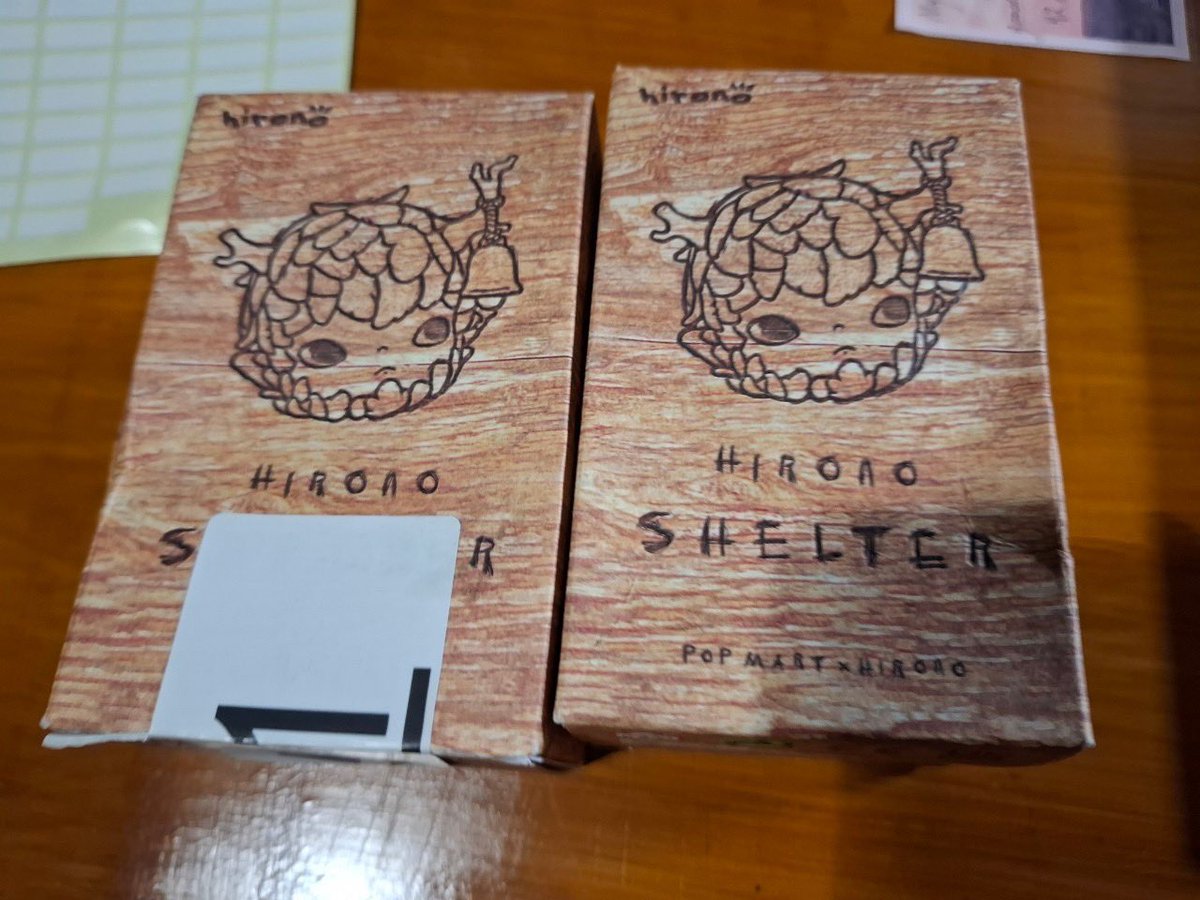 hirono
HIRONO
S R
hirono
HIRONO
SHELTER
POP MART × HIRONO